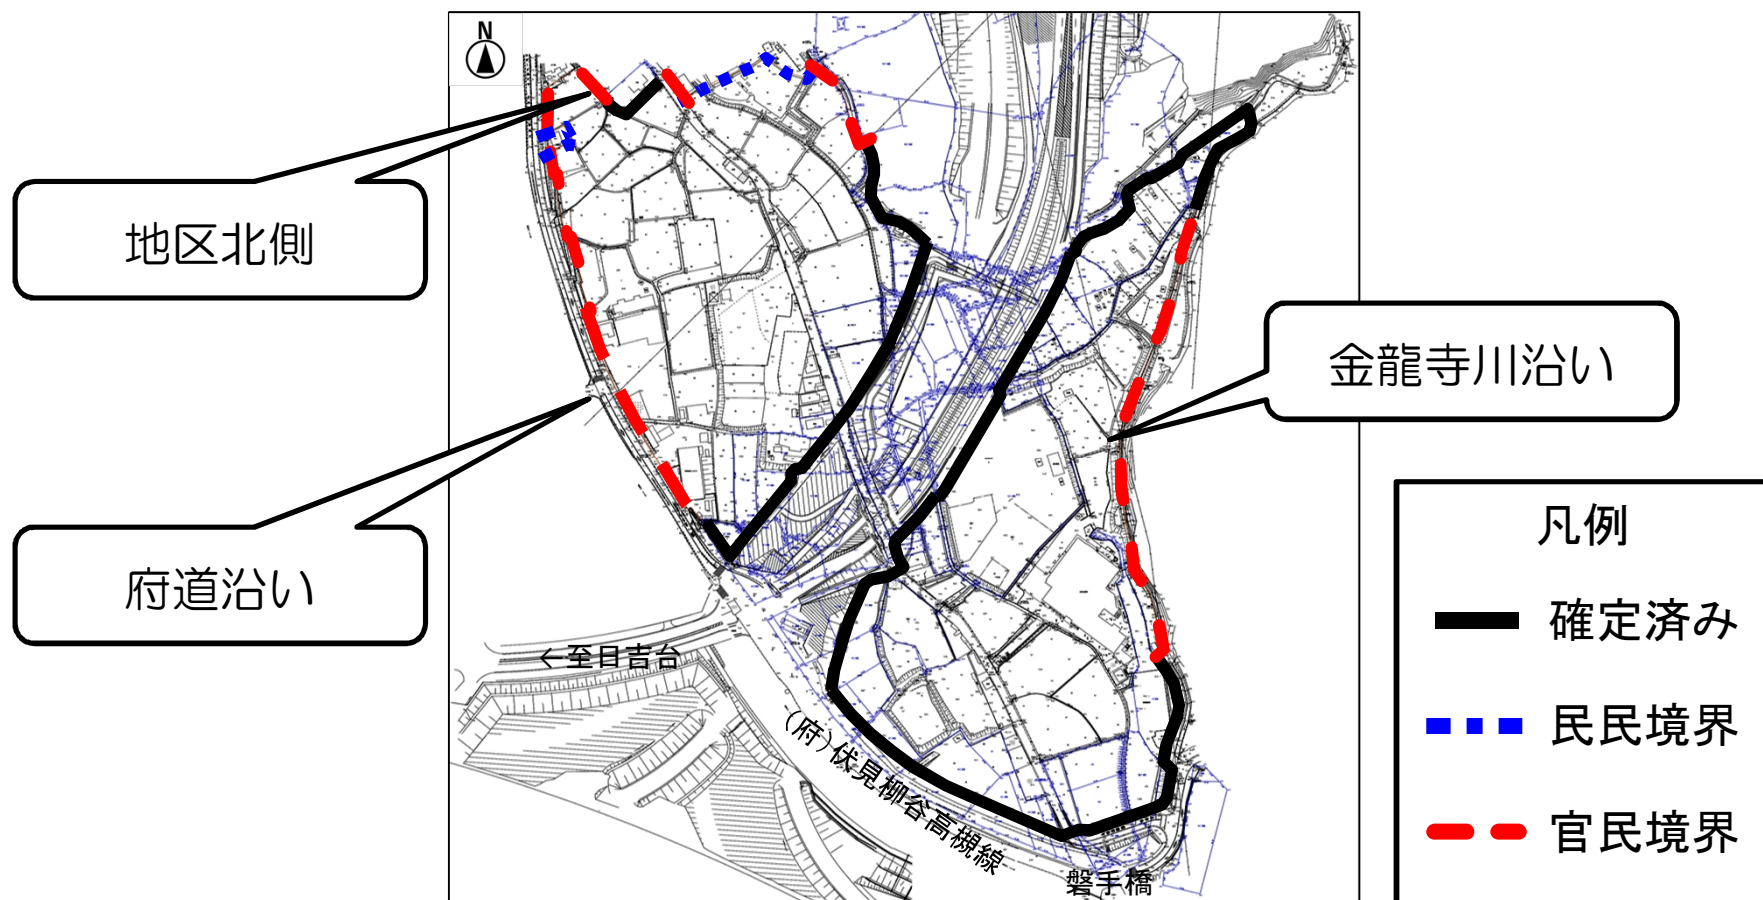 N
地区北側
金龍寺川沿い
府道沿い
←至日吉台
(府)伏見柳谷高槻線
磐手橋
凡例
確定済み
民民境界
官民境界